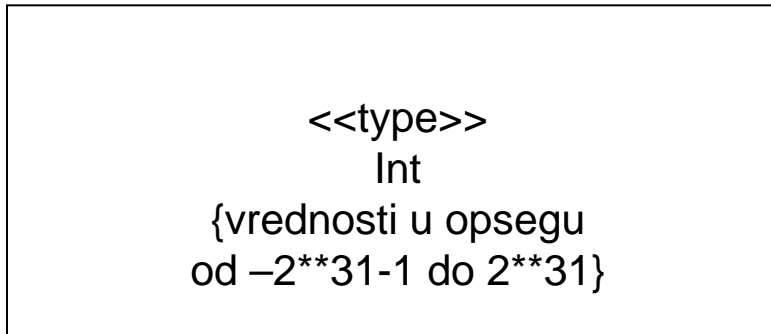 <<type>>
Int
{vrednosti u opsegu
od –2**31-1 do 2**31}